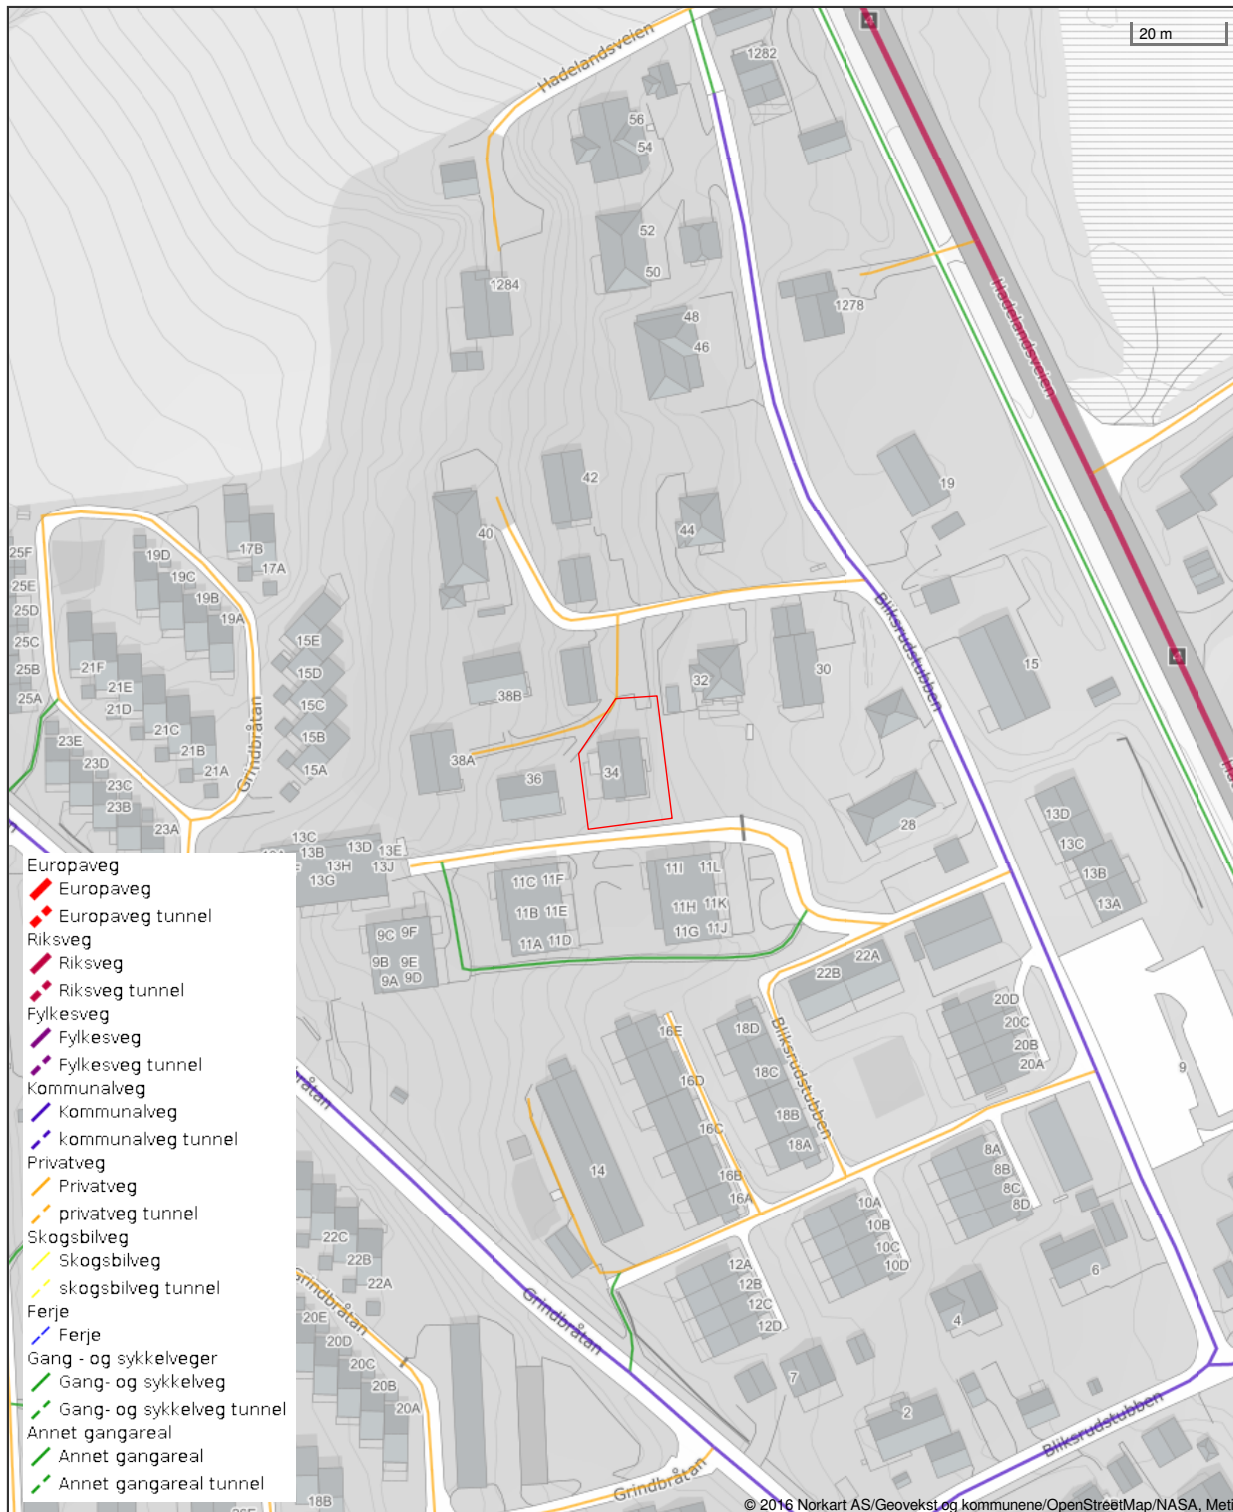 20 m
Hadelandsveien
1282
56
54
52
50
1284
1278
48
46
Hadelandsveien
42
19
44
40
25F
19D
17B
17A
25E
19C
25D
19B
19A
25C
15E
21F
25B
21E
15D
25A
21D
38B
32
30
Bliksrudstubben
15
15C
21C
23E
21B
15B
Grindbråtan
23D
21A
15A
38A
34
36
23C
23B
23A
28
13D
13C
13B
13A
13C
13D
13B
13E
13H
13J
13G
11C
11F
11I
11L
11B
11E
11H
11K
11A
11D
11G
11J
9C
9F
9B
9E
9A
9D
22A
22B
20D
20C
20B
20A
16E
18D
Bliksrudstubben
16D
18C
9
16C
18B
18A
8A
8B
8C
8D
14
16B
16A
10A
10B
10C
10D
12A
12B
12C
12D
6
4
7
2
Grindbråtan
Bliksrudstubben
22C
22B
22A
Grindbråtan
20E
20D
20C
20B
20A
18B
Grindbråtan
Europaveg
Europaveg
Europaveg tunnel
Riksveg
Riksveg
Riksveg tunnel
Fylkesveg
Fylkesveg
Fylkesveg tunnel
Kommunalveg
Kommunalveg
kommunalveg tunnel
Privatveg
Privatveg
privatveg tunnel
Skogsbilveg
Skogsbilveg
skogsbilveg tunnel
Ferje
Ferje
Gang - og sykkelveger
Gang- og sykkelveg
Gang- og sykkelveg tunnel
Annet gangareal
Annet gangareal
Annet gangareal tunnel
© 2016 Norkart AS/Geovekst og kommunene/OpenStreetMap/NASA, Meti